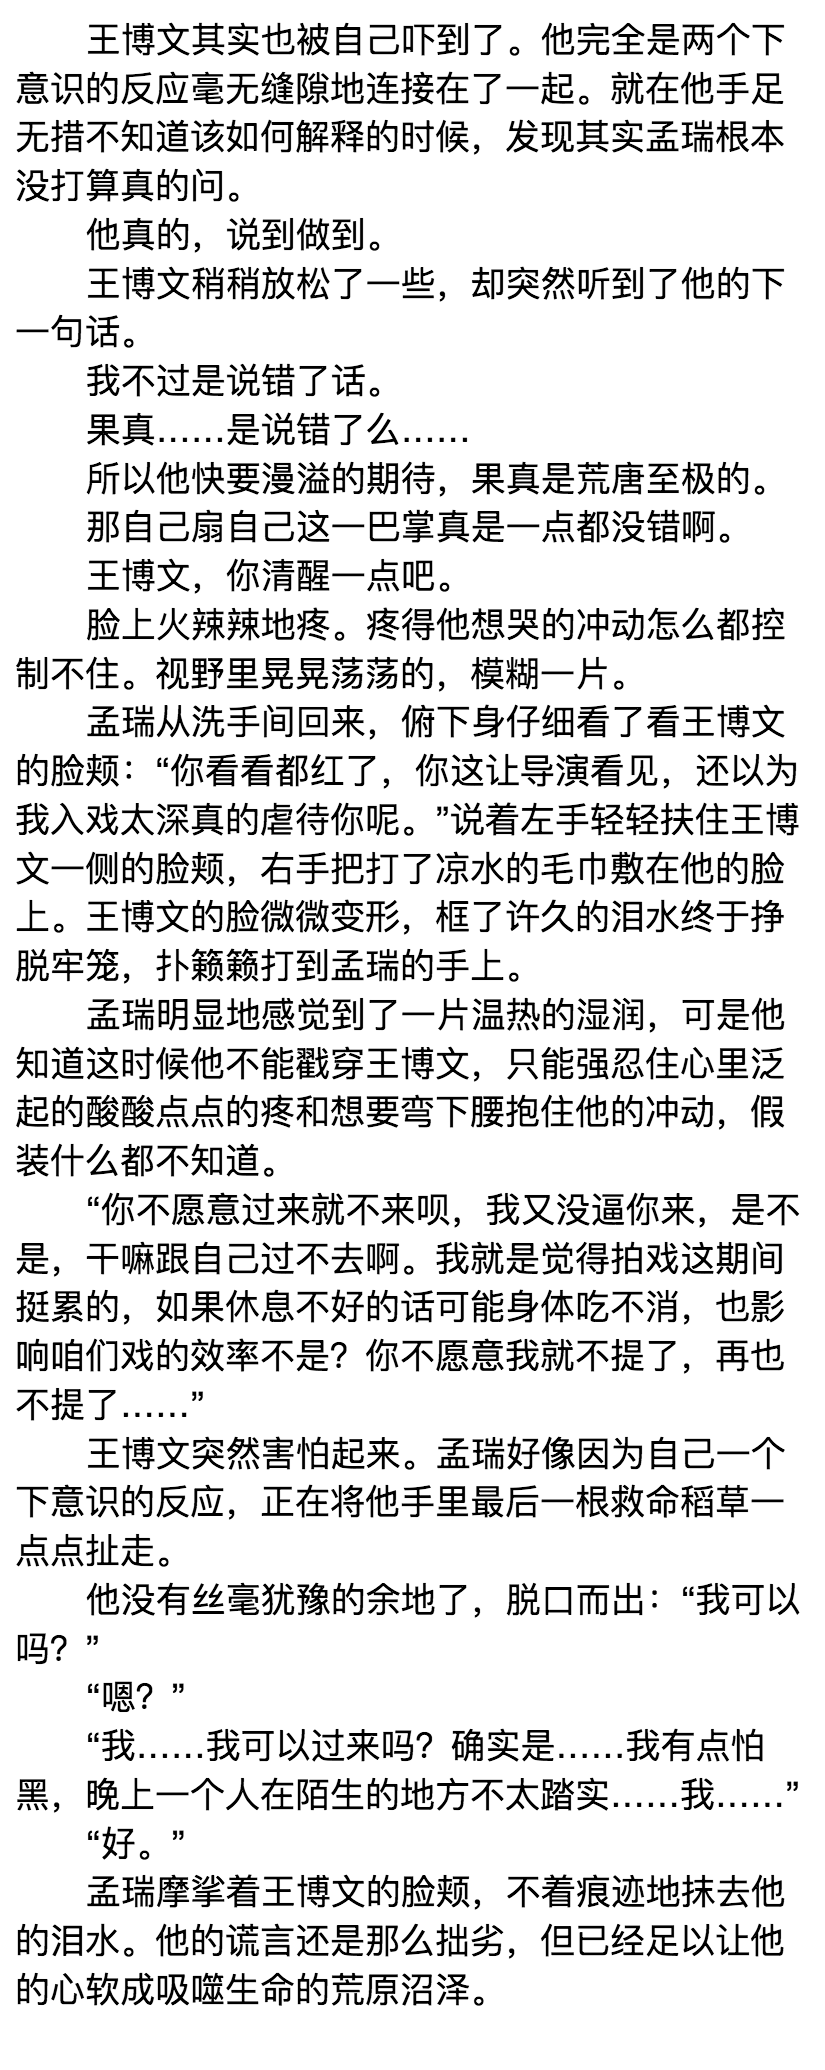 王博文其实也被自己吓到了。他完全是两个下
意识的反应毫无缝隙地连接在了一起。就在他手足
无措不知道该如何解释的时候，发现其实孟瑞根本
没打算真的问。
他真的，说到做到。
王博文稍稍放松了一些，却突然听到了他的下
一句话。
我不过是说错了话。
果真……是说错了么……
所以他快要漫溢的期待，果真是荒唐至极的。
那自己扇自己这一巴掌真是一点都没错啊。
王博文，你清醒一点吧。
脸上火辣辣地疼。疼得他想哭的冲动怎么都控
制不住。视野里晃晃荡荡的，模糊一片。
孟瑞从洗手间回来，俯下身仔细看了看王博文
的脸颊：“你看看都红了，你这让导演看见，还以为
我入戏太深真的虐待你呢。”说着左手轻轻扶住王博
文一侧的脸颊，右手把打了凉水的毛巾敷在他的脸
上。王博文的脸微微变形，框了许久的泪水终于挣
脱牢笼，扑簌簌打到孟瑞的手上。
孟瑞明显地感觉到了一片温热的湿润，可是他
知道这时候他不能戳穿王博文，只能强忍住心里泛
起的酸酸点点的疼和想要弯下腰抱住他的冲动，假
装什么都不知道。
“你不愿意过来就不来呗，我又没逼你来，是不
是，干嘛跟自己过不去啊。我就是觉得拍戏这期间
挺累的，如果休息不好的话可能身体吃不消，也影
响咱们戏的效率不是？你不愿意我就不提了，再也
不提了……”
王博文突然害怕起来。孟瑞好像因为自己一个
下意识的反应，正在将他手里最后一根救命稻草一
点点扯走。
他没有丝毫犹豫的余地了，脱口而出：“我可以
吗？”
“嗯？”
“我……我可以过来吗？确实是……我有点怕
黑，晚上一个人在陌生的地方不太踏实……我……”
“好。”
孟瑞摩挲着王博文的脸颊，不着痕迹地抹去他
的泪水。他的谎言还是那么拙劣，但已经足以让他
的心软成吸噬生命的荒原沼泽。